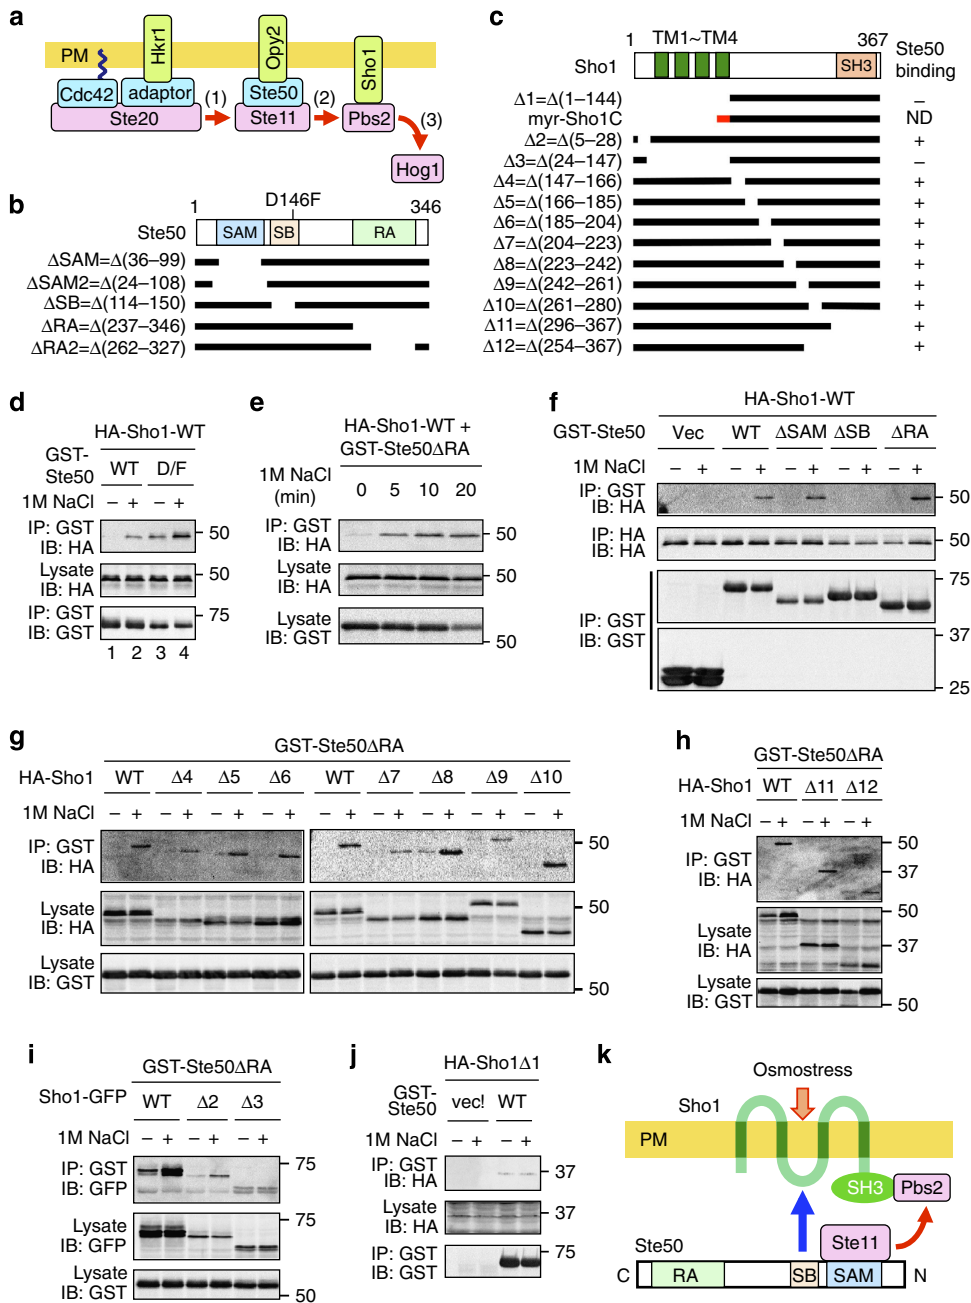 a
PM
Hkr1
Opy2
Sho1
Cdc42
adaptor
Ste20
(1)
Ste50
Ste11
(2)
Pbs2
(3)
Hog1
b
D146F
1
346
Ste50
SAM
SB
RA
ΔSAM=Δ(36–99)
ΔSAM2=Δ(24–108)
ΔSB=Δ(114–150)
ΔRA=Δ(237–346)
ΔRA2=Δ(262–327)
c
1
TM1~TM4
367
Ste50
binding
Sho1
SH3
Δ1=Δ(1–144) –
myr-Sho1C ND
Δ2=Δ(5–28) +
Δ3=Δ(24–147) –
Δ4=Δ(147–166) +
Δ5=Δ(166–185) +
Δ6=Δ(185–204) +
Δ7=Δ(204–223) +
Δ8=Δ(223–242) +
Δ9=Δ(242–261) +
Δ10=Δ(261–280) +
Δ11=Δ(296–367) +
Δ12=Δ(254–367) +
d
HA-Sho1-WT
GST-
Ste50
WT D/F
1M NaCl – + – +
IP: GST
IB: HA
50
Lysate
IB: HA
50
IP: GST
IB: GST
75
1 2 3 4
e
HA-Sho1-WT +
GST-Ste50ΔRA
1M NaCl
(min)
0 5 10 20
IP: GST
IB: HA
50
Lysate
IB: HA
50
Lysate
IB: GST
50
f
HA-Sho1-WT
GST-Ste50 Vec WT ΔSAM ΔSB ΔRA
1M NaCl – + – + – + – + – +
IP: GST
IB: HA
50
IP: HA
IB: HA
50
75
IP: GST
IB: GST
37
25
g
GST-Ste50ΔRA
HA-Sho1 WT Δ4 Δ5 Δ6 WT Δ7 Δ8 Δ9 Δ10
1M NaCl – + – + – + – + – + – + – + – + – +
IP: GST
IB: HA
50
Lysate
IB: HA
50
Lysate
IB: GST
50
h
GST-Ste50ΔRA
HA-Sho1 WT Δ11 Δ12
1M NaCl – + – + – +
IP: GST
IB: HA
50
37
Lysate
IB: HA
50
37
Lysate
IB: GST
50
i
GST-Ste50ΔRA
Sho1-GFP WT Δ2 Δ3
1M NaCl – + – + – +
IP: GST
IB: GFP
75
Lysate
IB: GFP
75
Lysate
IB: GST
50
j
HA-Sho1Δ1
GST-
Ste50
vec! WT
1M NaCl – + – +
IP: GST
IB: HA
37
Lysate
IB: HA
37
IP: GST
IB: GST
75
k
Osmostress
Sho1
PM
SH3
Pbs2
Ste11
Ste50
C
RA
SB
SAM
N